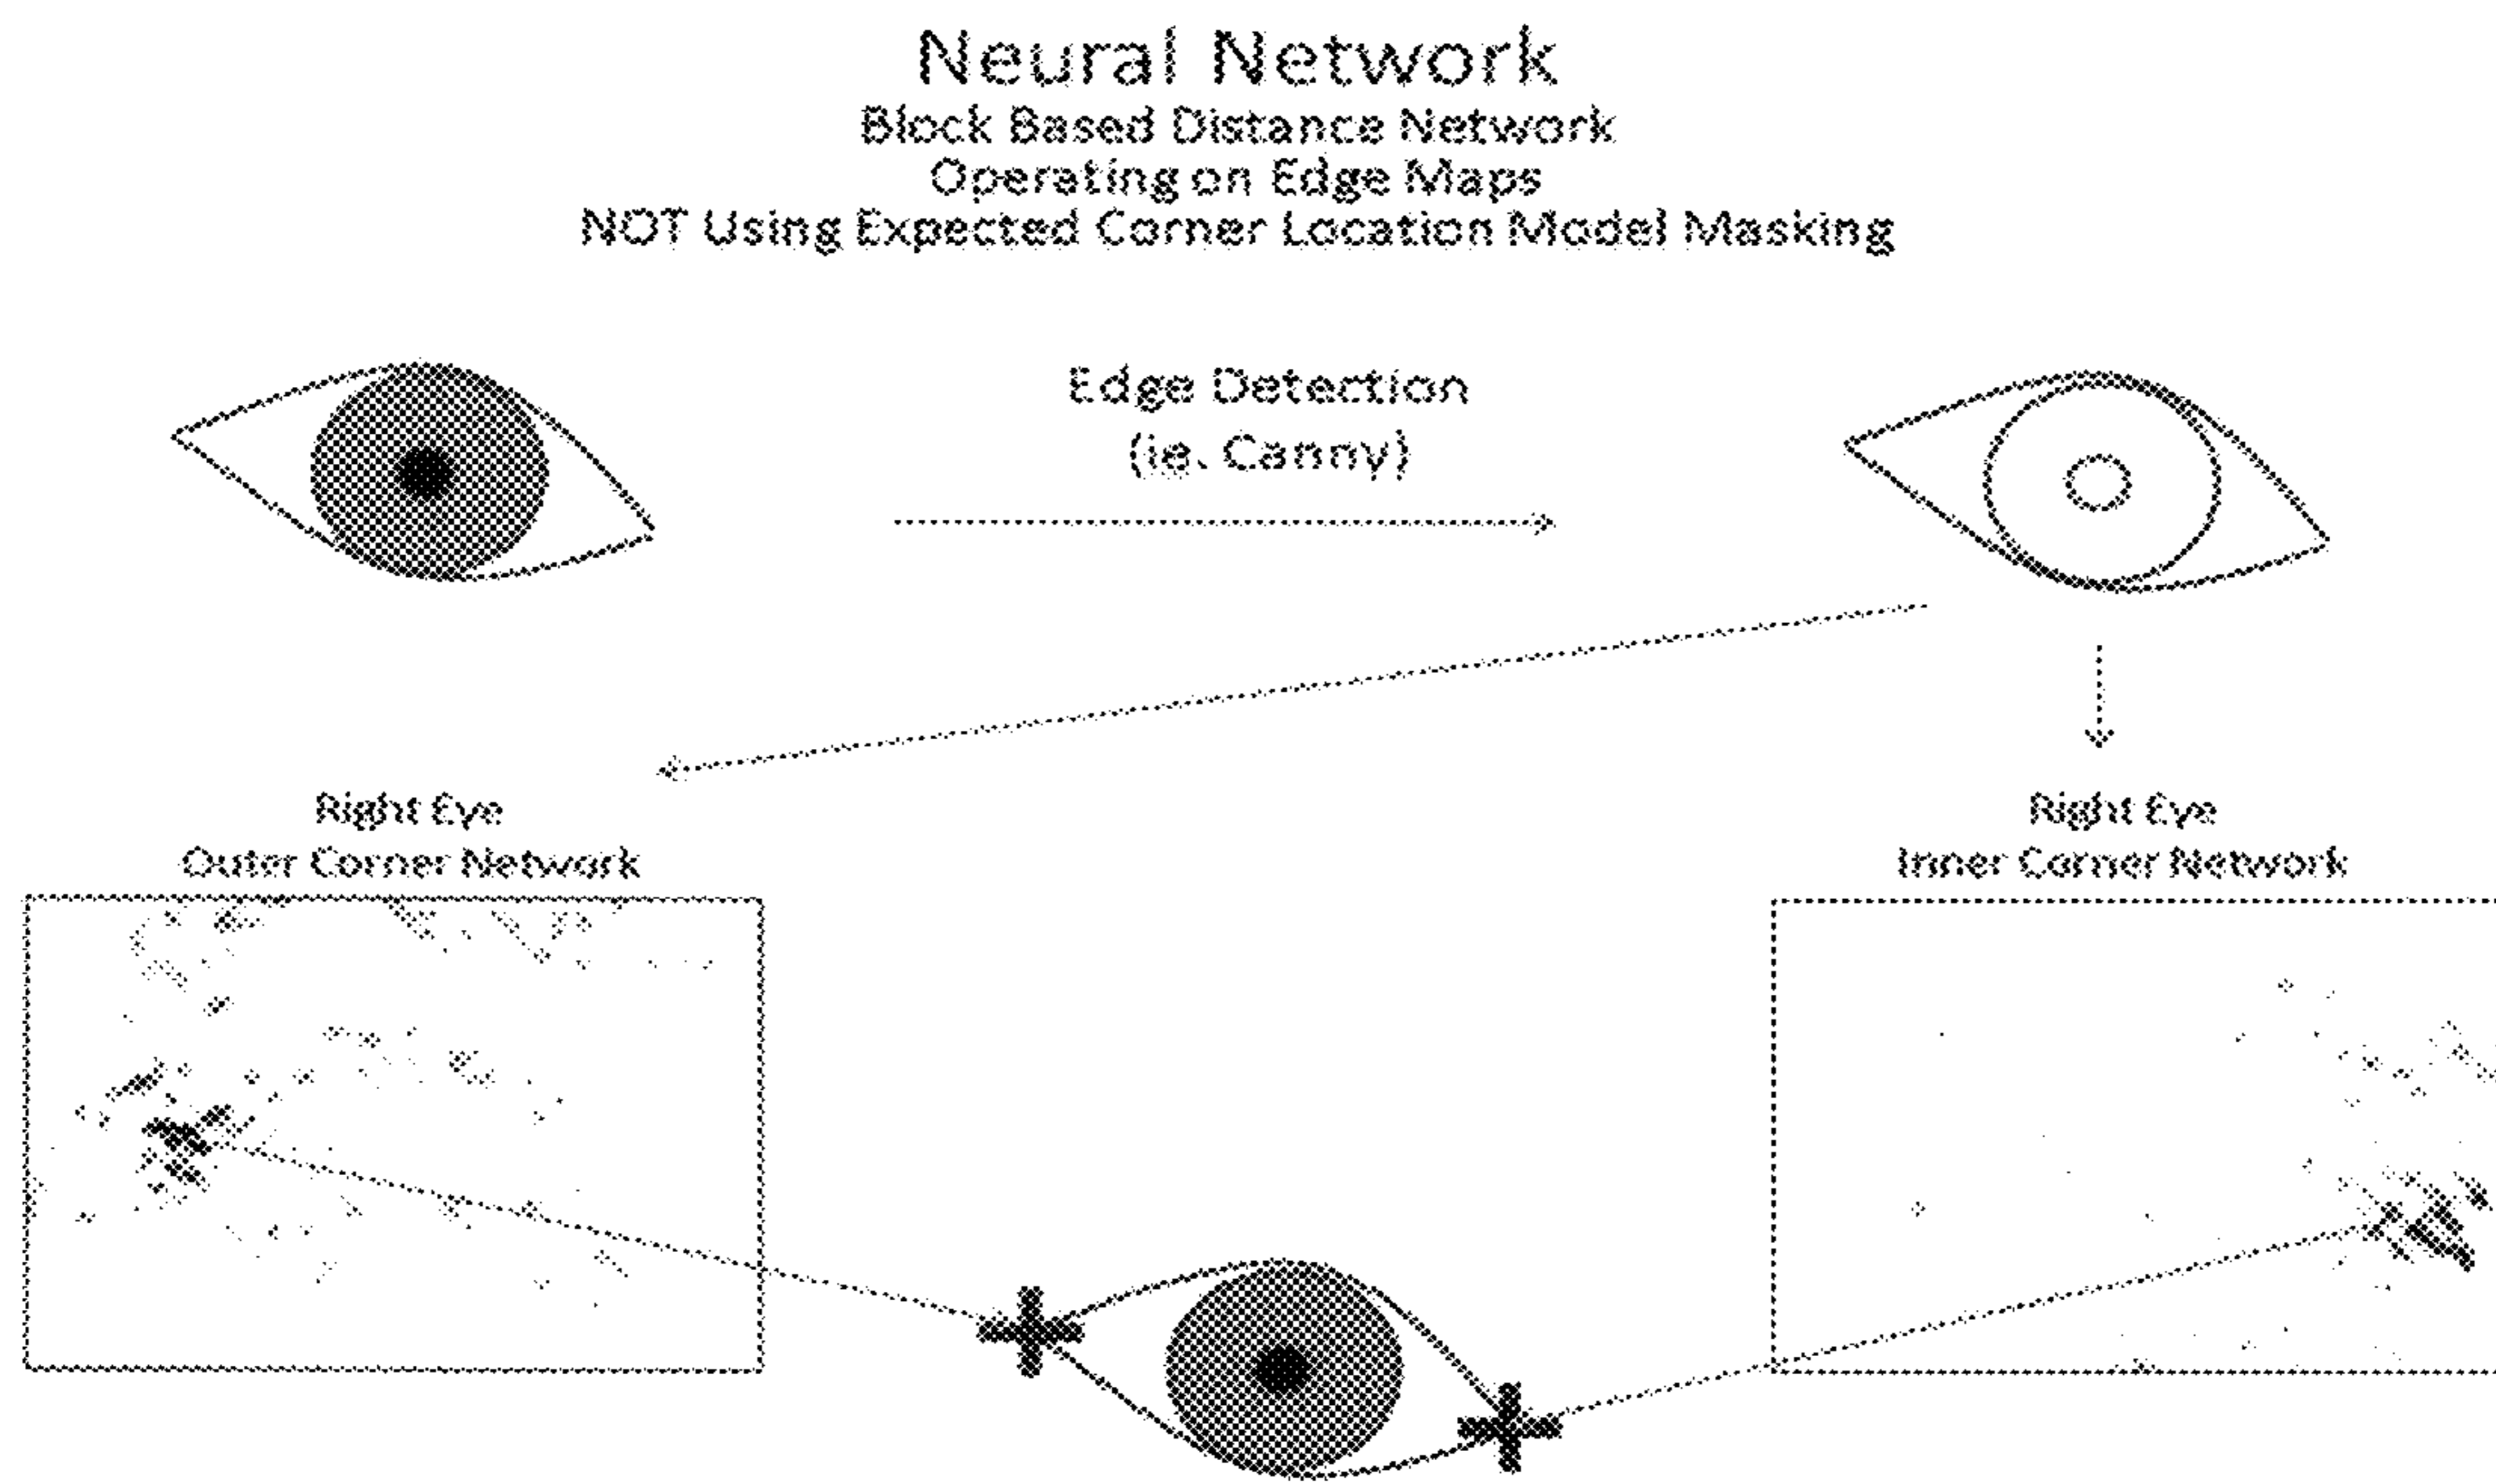 Neural Network
Block Based Distance Network
Operating on Edge Maps
NOT Using Expected Corner Location Model Masking
Edge Detection
(ie. Canny)
Right Eye
Outer Corner Network
Right Eye
Inner Corner Network